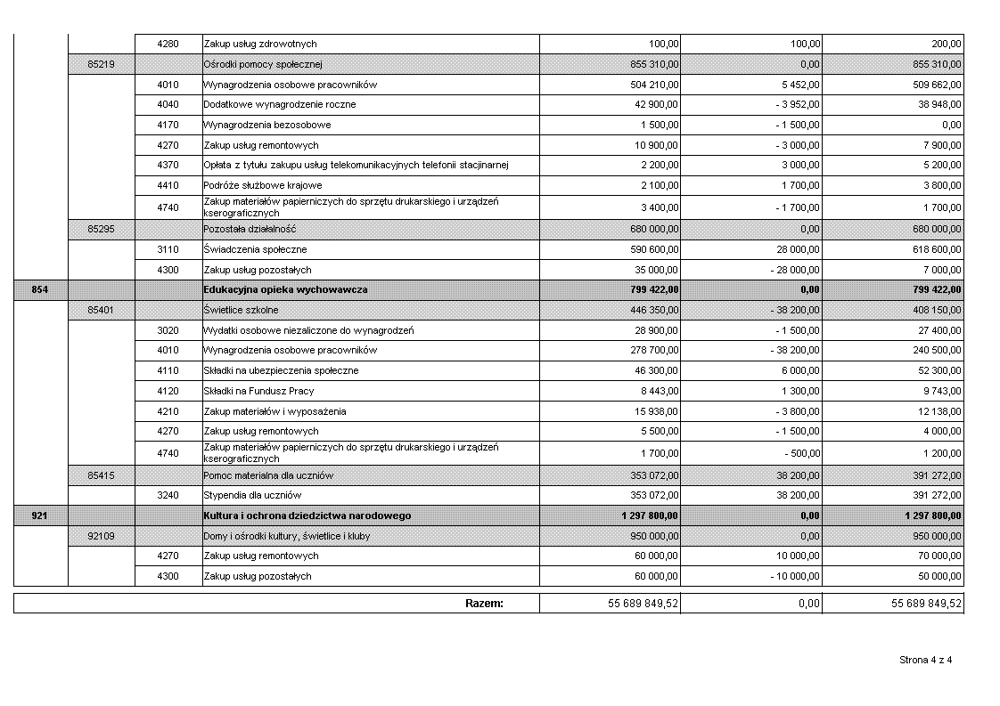 4280 Zakup usług zdrowotnych 100,00 100,00 200,00
85219 Ośrodki pomocy społecznej 855 310,00 0,00 855 310,00
4010 Wynagrodzenia osobowe pracowników 504 210,00 5 452,00 509 662,00
4040 Dodatkowe wynagrodzenie roczne 42 900,00 - 3 952,00 38 948,00
4170 Wynagrodzenia bezosobowe 1 500,00 - 1 500,00 0,00
4270 Zakup usług remontowych 10 900,00 - 3 000,00 7 900,00
4370 Opłata z tytułu zakupu usług telekomunikacyjnych telefonii stacjinarnej 2 200,00 3 000,00 5 200,00
4410 Podróże służbowe krajowe 2 100,00 1 700,00 3 800,00
4740 Zakup materiałów papierniczych do sprzętu drukarskiego i urządzeń
kserograficznych 3 400,00 - 1 700,00 1 700,00
85295 Pozostała działalność 680 000,00 0,00 680 000,00
3110 Świadczenia społeczne 590 600,00 28 000,00 618 600,00
4300 Zakup usług pozostałych 35 000,00 - 28 000,00 7 000,00
854 Edukacyjna opieka wychowawcza 799 422,00 0,00 799 422,00
85401 Świetlice szkolne 446 350,00 - 38 200,00 408 150,00
3020 Wydatki osobowe niezaliczone do wynagrodzeń 28 900,00 - 1 500,00 27 400,00
4010 Wynagrodzenia osobowe pracowników 278 700,00 - 38 200,00 240 500,00
4110 Składki na ubezpieczenia społeczne 46 300,00 6 000,00 52 300,00
4120 Składki na Fundusz Pracy 8 443,00 1 300,00 9 743,00
4210 Zakup materiałów i wyposażenia 15 938,00 - 3 800,00 12 138,00
4270 Zakup usług remontowych 5 500,00 - 1 500,00 4 000,00
4740 Zakup materiałów papierniczych do sprzętu drukarskiego i urządzeń
kserograficznych 1 700,00 - 500,00 1 200,00
85415 Pomoc materialna dla uczniów 353 072,00 38 200,00 391 272,00
3240 Stypendia dla uczniów 353 072,00 38 200,00 391 272,00
921 Kultura i ochrona dziedzictwa narodowego 1 297 800,00 0,00 1 297 800,00
92109 Domy i ośrodki kultury, świetlice i kluby 950 000,00 0,00 950 000,00
4270 Zakup usług remontowych 60 000,00 10 000,00 70 000,00
4300 Zakup usług pozostałych 60 000,00 - 10 000,00 50 000,00
Razem: 55 689 849,52 0,00 55 689 849,52
Strona 4 z 4